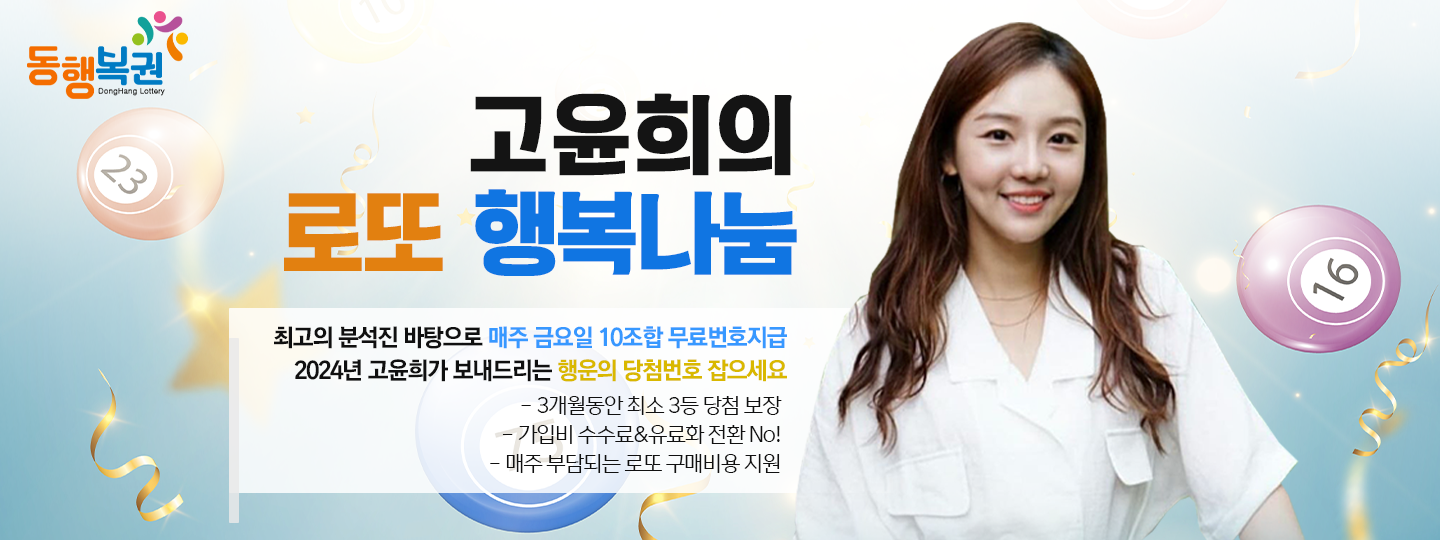 동행복권
DongHang Lottery
10
23
고윤희의
로또 행복나눔
16
최고의 분석진 바탕으로 매주 금요일 10조합 무료번호지급
2024년 고윤희가 보내드리는 행운의 당첨번호 잡으세요
- 3개월동안 최소 3등 당첨 보장
- 가입비 수수료&유료화 전환 No!
- 매주 부담되는 로또 구매비용 지원